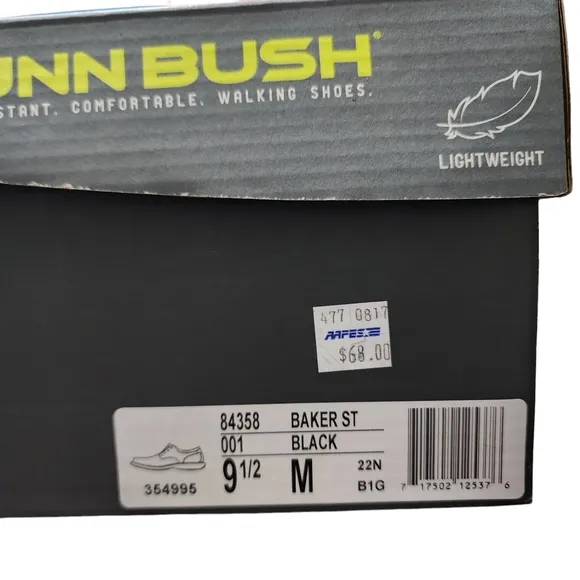 UNN BUSH®
STANT. COMFORTABLE. WALKING SHOES.
LIGHTWEIGHT
477 0817
AAFES
$68.00
84358 BAKER ST
001 BLACK
9 1/2 M 22N
354995 B1G
7 17502 12537 6